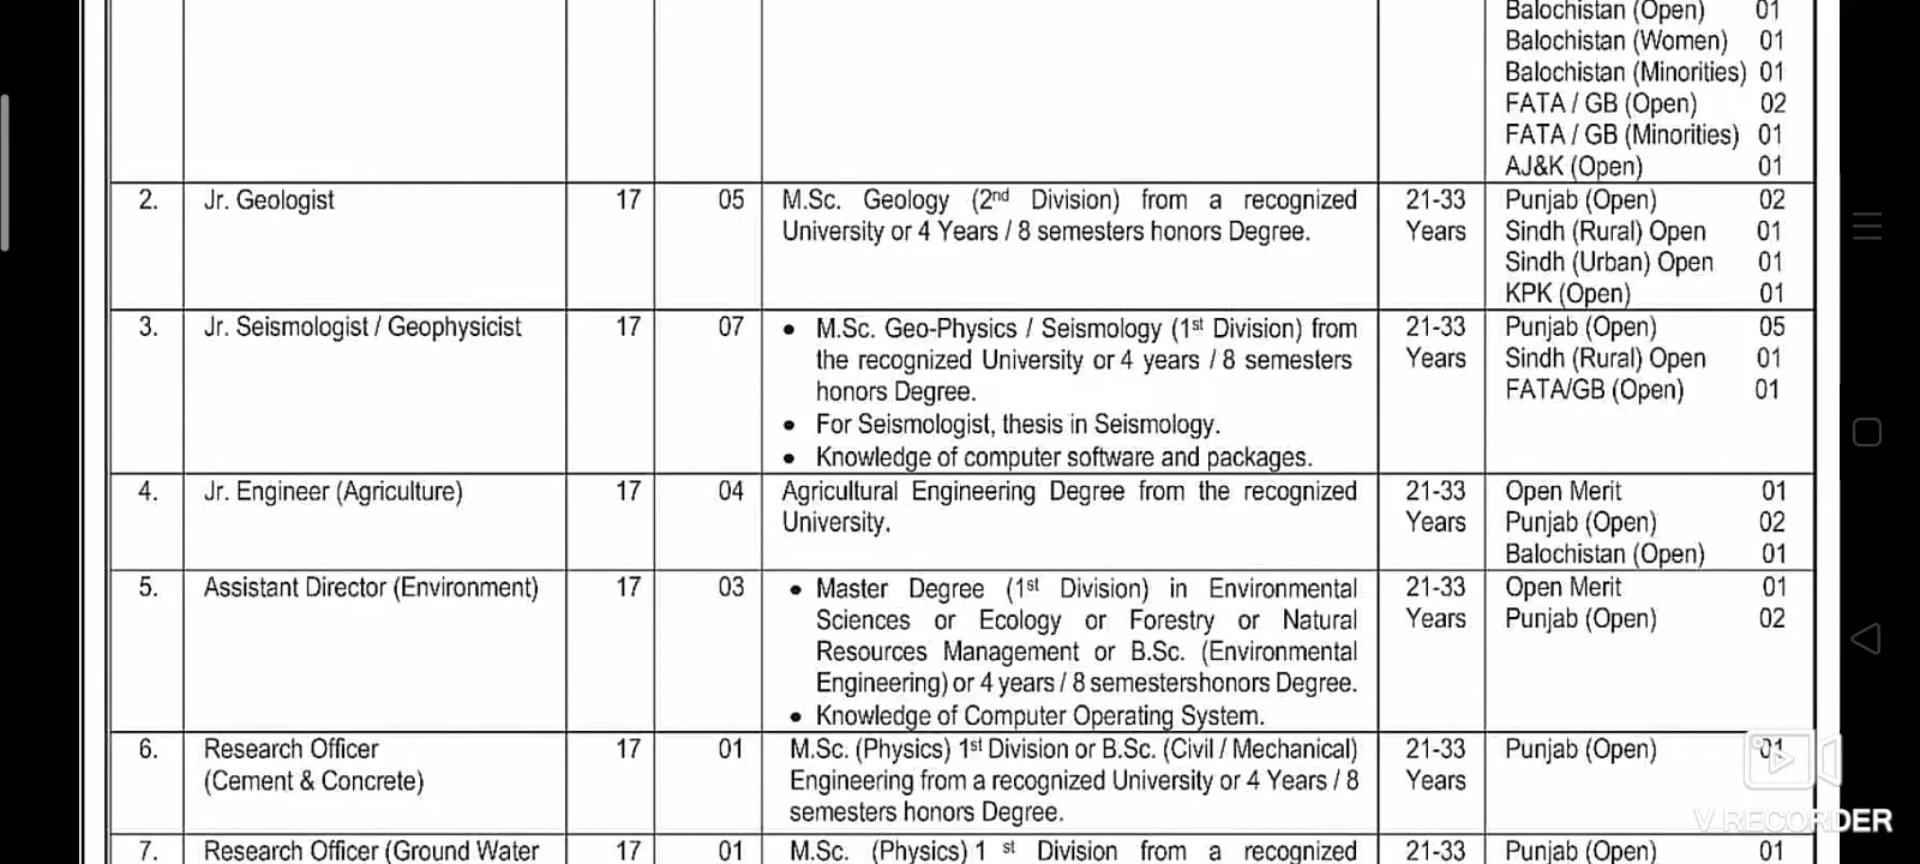 Balochistan (Open) 01
Balochistan (Women) 01
Balochistan (Minorities) 01
FATA / GB (Open) 02
FATA / GB (Minorities) 01
AJ&K (Open) 01
2. Jr. Geologist 17 05 M.Sc. Geology (2nd Division) from a recognized 21-33 Punjab (Open) 02
University or 4 Years / 8 semesters honors Degree. Years Sindh (Rural) Open 01
Sindh (Urban) Open 01
KPK (Open) 01
3. Jr. Seismologist / Geophysicist 17 07 • M.Sc. Geo-Physics / Seismology (1st Division) from 21-33 Punjab (Open) 05
the recognized University or 4 years / 8 semesters Years Sindh (Rural) Open 01
honors Degree. FATA/GB (Open) 01
• For Seismologist, thesis in Seismology.
• Knowledge of computer software and packages.
4. Jr. Engineer (Agriculture) 17 04 Agricultural Engineering Degree from the recognized 21-33 Open Merit 01
University. Years Punjab (Open) 02
Balochistan (Open) 01
5. Assistant Director (Environment) 17 03 • Master Degree (1st Division) in Environmental 21-33 Open Merit 01
Sciences or Ecology or Forestry or Natural Years Punjab (Open) 02
Resources Management or B.Sc. (Environmental
Engineering) or 4 years / 8 semestershonors Degree.
• Knowledge of Computer Operating System.
6. Research Officer 17 01 M.Sc. (Physics) 1st Division or B.Sc. (Civil / Mechanical) 21-33 Punjab (Open) 01
(Cement & Concrete) Engineering from a recognized University or 4 Years / 8 Years
semesters honors Degree.
V RECORDER
7. Research Officer (Ground Water 17 01 M.Sc. (Physics) 1 st Division from a recognized 21-33 Punjab (Open) 01